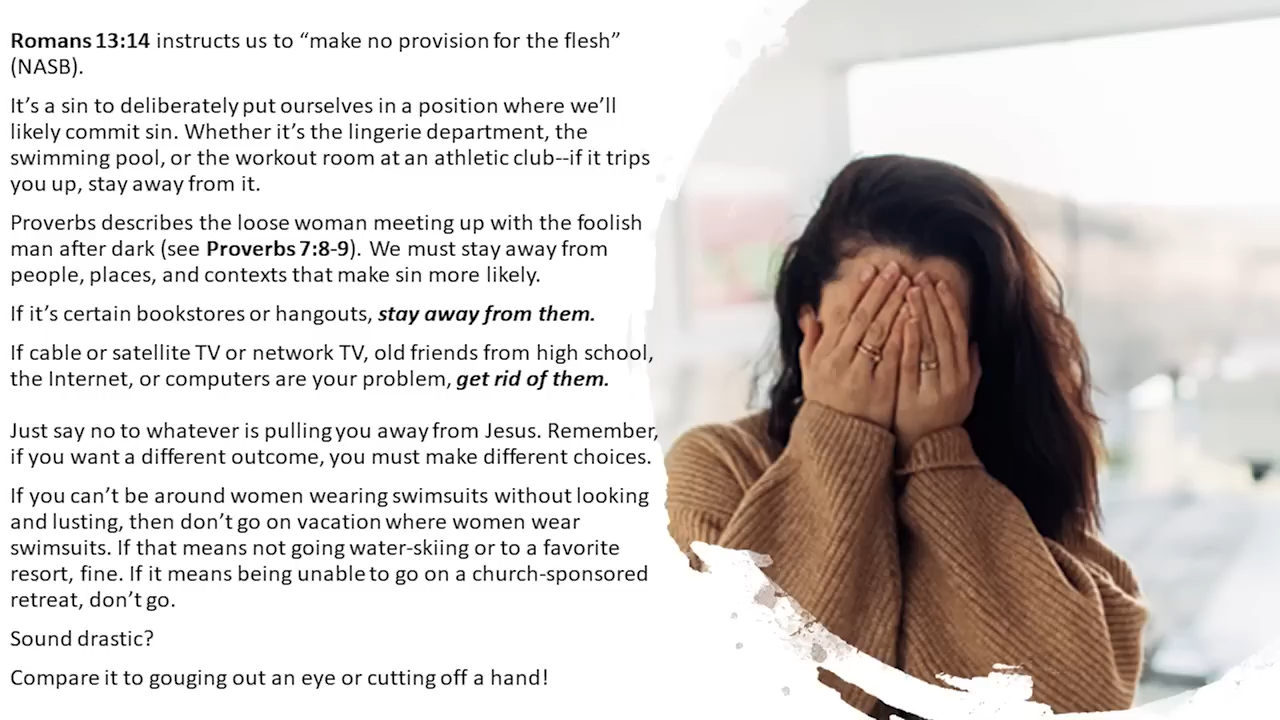 Romans 13:14 instructs us to “make no provision for the flesh”
(NASB).
It’s a sin to deliberately put ourselves in a position where we’ll
likely commit sin. Whether it’s the lingerie department, the
swimming pool, or the workout room at an athletic club--if it trips
you up, stay away from it.
Proverbs describes the loose woman meeting up with the foolish
man after dark (see Proverbs 7:8-9). We must stay away from
people, places, and contexts that make sin more likely.
If it’s certain bookstores or hangouts, stay away from them.
If cable or satellite TV or network TV, old friends from high school,
the Internet, or computers are your problem, get rid of them.
Just say no to whatever is pulling you away from Jesus. Remember,
if you want a different outcome, you must make different choices.
If you can’t be around women wearing swimsuits without looking
and lusting, then don’t go on vacation where women wear
swimsuits. If that means not going water-skiing or to a favorite
resort, fine. If it means being unable to go on a church-sponsored
retreat, don’t go.
Sound drastic?
Compare it to gouging out an eye or cutting off a hand!